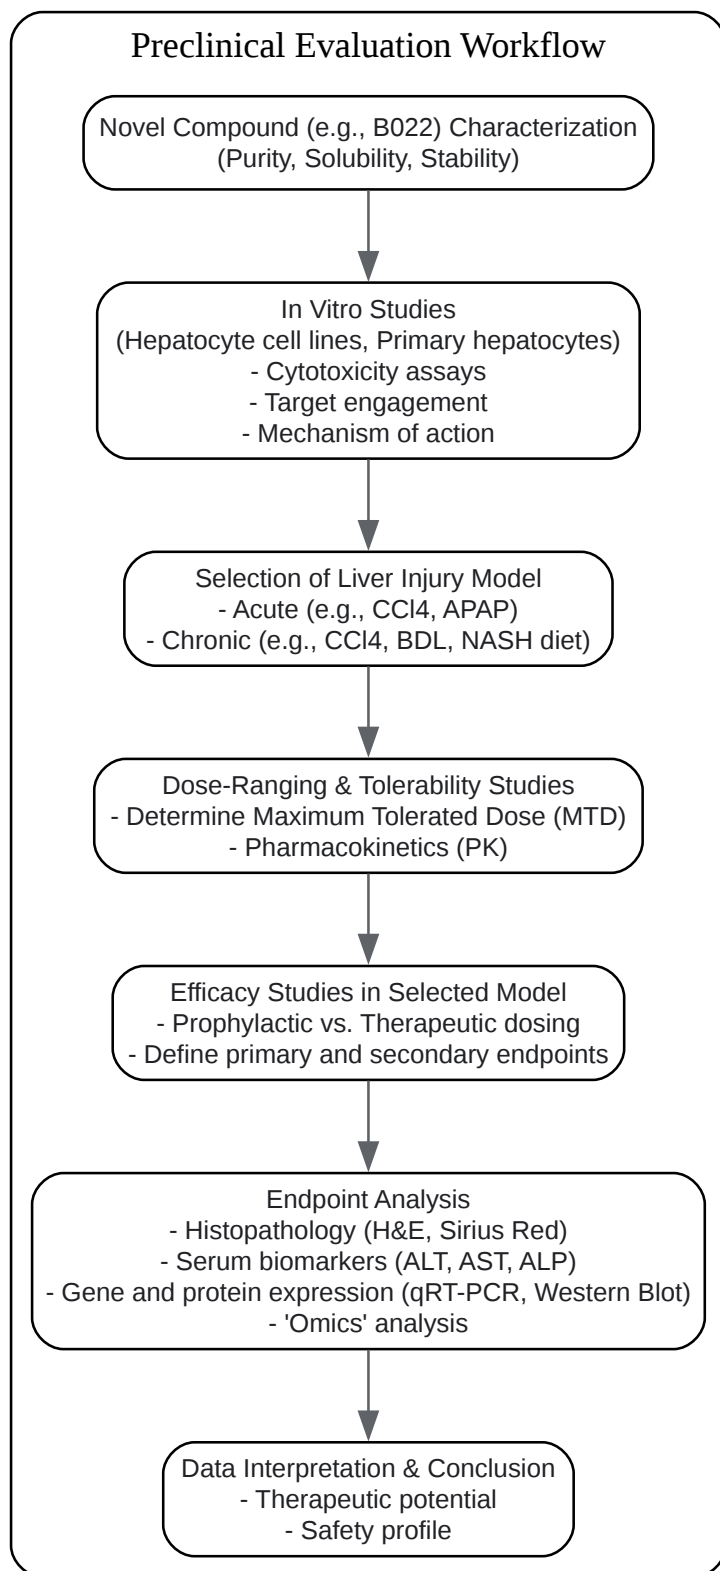 Preclinical Evaluation Workflow
Novel Compound (e.g., B022) Characterization
(Purity, Solubility, Stability)
In Vitro Studies
(Hepatocyte cell lines, Primary hepatocytes)
- Cytotoxicity assays
- Target engagement
- Mechanism of action
Selection of Liver Injury Model
- Acute (e.g., CCl4, APAP)
- Chronic (e.g., CCl4, BDL, NASH diet)
Dose-Ranging & Tolerability Studies
- Determine Maximum Tolerated Dose (MTD)
- Pharmacokinetics (PK)
Efficacy Studies in Selected Model
- Prophylactic vs. Therapeutic dosing
- Define primary and secondary endpoints
Endpoint Analysis
- Histopathology (H&E, Sirius Red)
- Serum biomarkers (ALT, AST, ALP)
- Gene and protein expression (qRT-PCR, Western Blot)
- 'Omics' analysis
Data Interpretation & Conclusion
- Therapeutic potential
- Safety profile